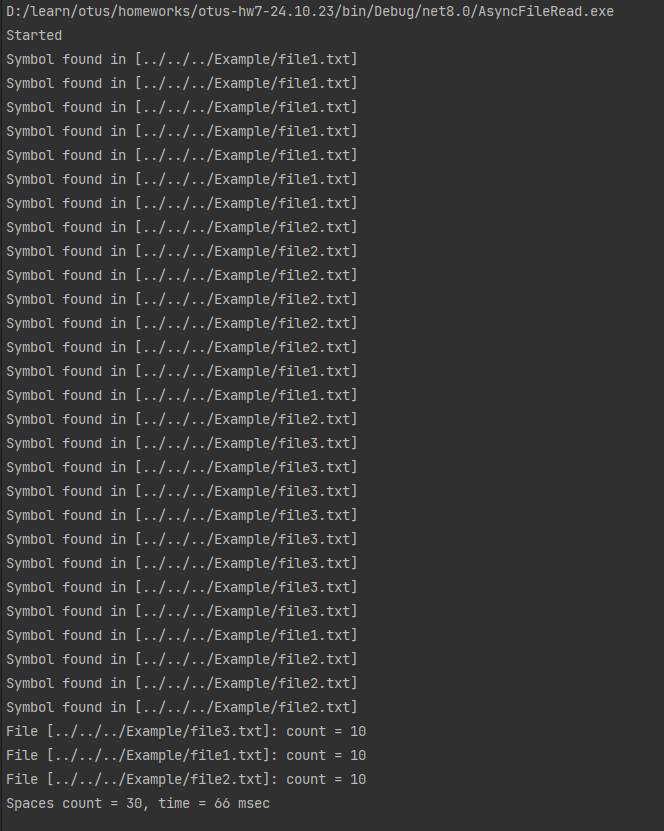 D:/learn/otus/homeworks/otus-hw7-24.10.23/bin/Debug/net8.0/AsyncFileRead.exe
Started
Symbol found in [../../../Example/file1.txt]
Symbol found in [../../../Example/file1.txt]
Symbol found in [../../../Example/file1.txt]
Symbol found in [../../../Example/file1.txt]
Symbol found in [../../../Example/file1.txt]
Symbol found in [../../../Example/file1.txt]
Symbol found in [../../../Example/file1.txt]
Symbol found in [../../../Example/file2.txt]
Symbol found in [../../../Example/file2.txt]
Symbol found in [../../../Example/file2.txt]
Symbol found in [../../../Example/file2.txt]
Symbol found in [../../../Example/file2.txt]
Symbol found in [../../../Example/file2.txt]
Symbol found in [../../../Example/file1.txt]
Symbol found in [../../../Example/file1.txt]
Symbol found in [../../../Example/file2.txt]
Symbol found in [../../../Example/file3.txt]
Symbol found in [../../../Example/file3.txt]
Symbol found in [../../../Example/file3.txt]
Symbol found in [../../../Example/file3.txt]
Symbol found in [../../../Example/file3.txt]
Symbol found in [../../../Example/file3.txt]
Symbol found in [../../../Example/file3.txt]
Symbol found in [../../../Example/file3.txt]
Symbol found in [../../../Example/file1.txt]
Symbol found in [../../../Example/file2.txt]
Symbol found in [../../../Example/file2.txt]
Symbol found in [../../../Example/file2.txt]
File [../../../Example/file3.txt]: count = 10
File [../../../Example/file1.txt]: count = 10
File [../../../Example/file2.txt]: count = 10
Spaces count = 30, time = 66 msec